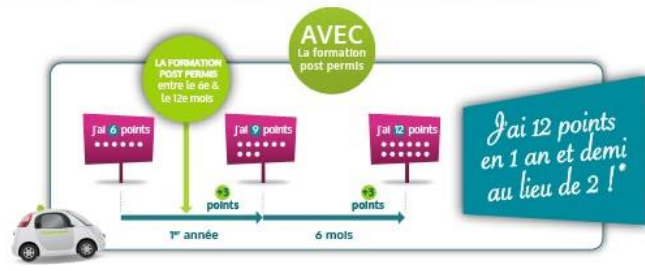 AVEC
La formation
post permis
LA FORMATION
POST PERMIS
entre le 6e &
le 12e mois
J'ai 6 points
J'ai 9 points
J'ai 12 points
J'ai 12 points
en 1 an et demi
au lieu de 2 !*
+3
points
+3
points
1er année
6 mois